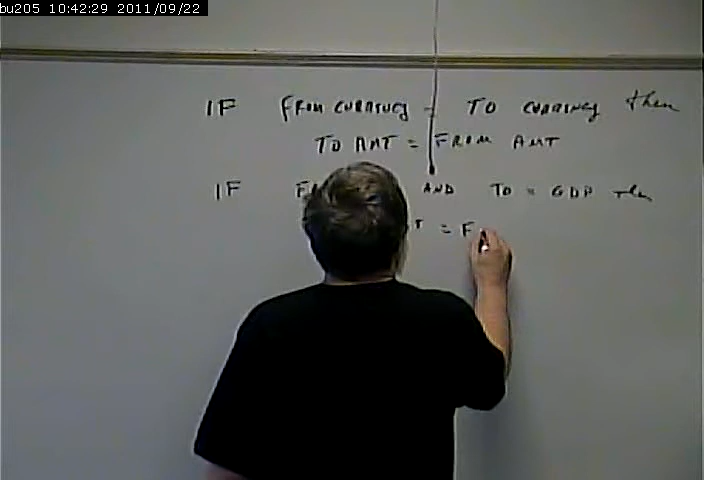 bu205 10:42:29 2011/09/22
IF FROM CURRENCY = TO CURRENCY then
TO AMT = FROM AMT
IF AND TO = GDP then
= F